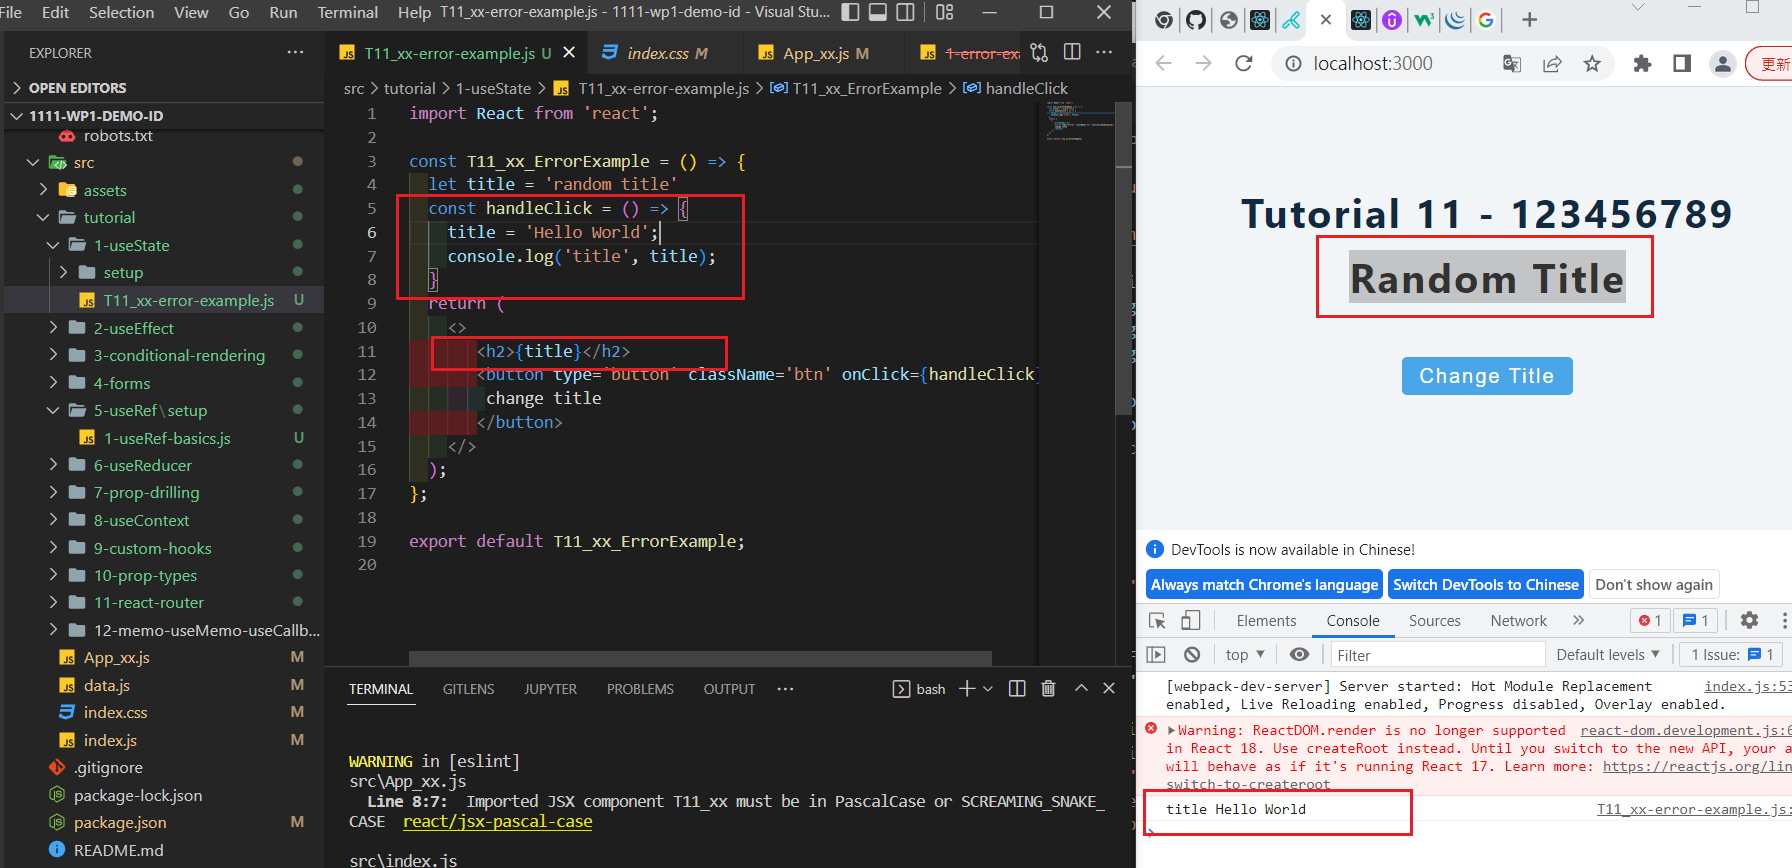 File Edit Selection View Go Run Terminal Help T11_xx-error-example.js - 1111-wp1-demo-id - Visual Stu...
EXPLORER
OPEN EDITORS
1111-WP1-DEMO-ID
robots.txt
src
assets
tutorial
1-useState
setup
T11_xx-error-example.js U
2-useEffect
3-conditional-rendering
4-forms
5-useRef\setup
1-useRef-basics.js U
6-useReducer
7-prop-drilling
8-useContext
9-custom-hooks
10-prop-types
11-react-router
12-memo-useMemo-useCallb...
App_xx.js M
data.js M
index.css M
index.js M
.gitignore
package-lock.json
package.json M
README.md
T11_xx-error-example.js U index.css M App_xx.js M 1-error-exa
src > tutorial > 1-useState > T11_xx-error-example.js > T11_xx_ErrorExample > handleClick
1 import React from 'react';
2
3 const T11_xx_ErrorExample = () => {
4 let title = 'random title'
5 const handleClick = () => {
6 title = 'Hello World';
7 console.log('title', title);
8 }
9 return (
10 <>
11 <h2>{title}</h2>
12 <button type='button' className='btn' onClick={handleClick}
13 change title
14 </button>
15 </>
16 );
17 };
18
19 export default T11_xx_ErrorExample;
20
TERMINAL GITLENS JUPYTER PROBLEMS OUTPUT ... bash
WARNING in [eslint]
src\App_xx.js
Line 8:7: Imported JSX component T11_xx must be in PascalCase or SCREAMING_SNAKE_
CASE react/jsx-pascal-case
src\index.js
localhost:3000 更新
Tutorial 11 - 123456789
Random Title
Change Title
DevTools is now available in Chinese!
Always match Chrome's language Switch DevTools to Chinese Don't show again
Elements Console Sources Network 1 1
top Filter Default levels 1 Issue: 1
[webpack-dev-server] Server started: Hot Module Replacement index.js:53
enabled, Live Reloading enabled, Progress disabled, Overlay enabled.
Warning: ReactDOM.render is no longer supported react-dom.development.js:6
in React 18. Use createRoot instead. Until you switch to the new API, your a
will behave as if it's running React 17. Learn more: https://reactjs.org/lin
switch-to-createroot
title Hello World T11_xx-error-example.js: